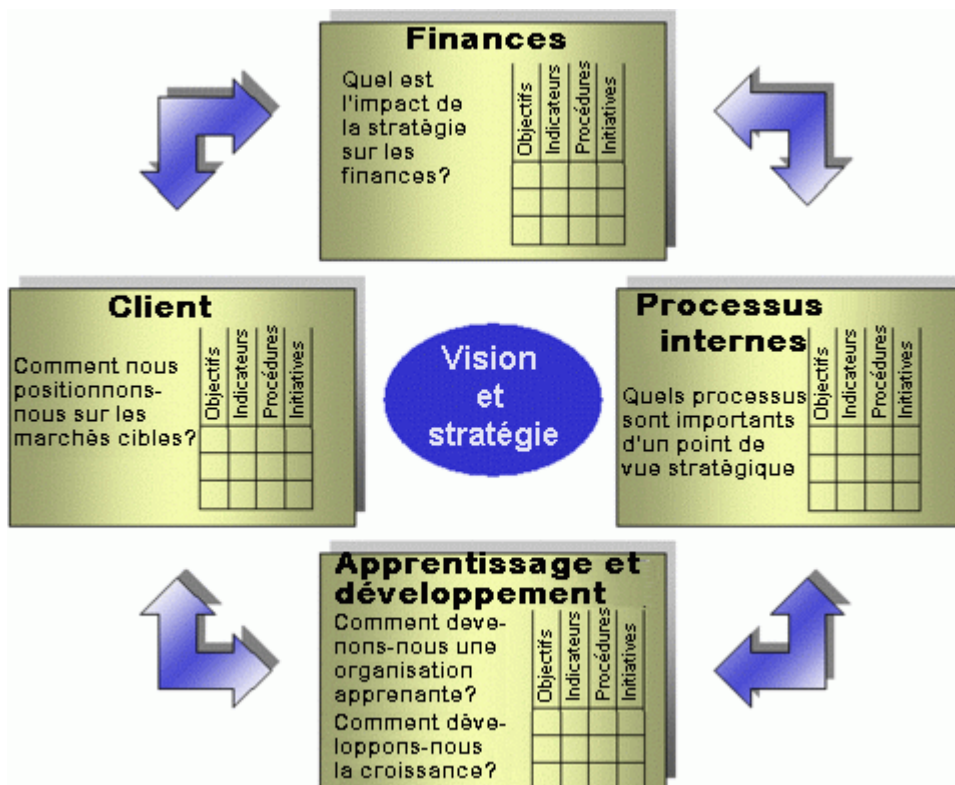 Finances
Quel est
l'impact de
la stratégie
sur les
finances?
Objectifs
Indicateurs
Procédures
Initiatives
Client
Comment nous
positionnons-
nous sur les
marchés cibles?
Objectifs
Indicateurs
Procédures
Initiatives
Vision
et
stratégie
Processus
internes
Quels processus
sont importants
d'un point de
vue stratégique
Objectifs
Indicateurs
Procédures
Initiatives
Apprentissage et
développement
Comment deve-
nons-nous une
organisation
apprenante?
Comment déve-
loppons-nous
la croissance?
Objectifs
Indicateurs
Procédures
Initiatives